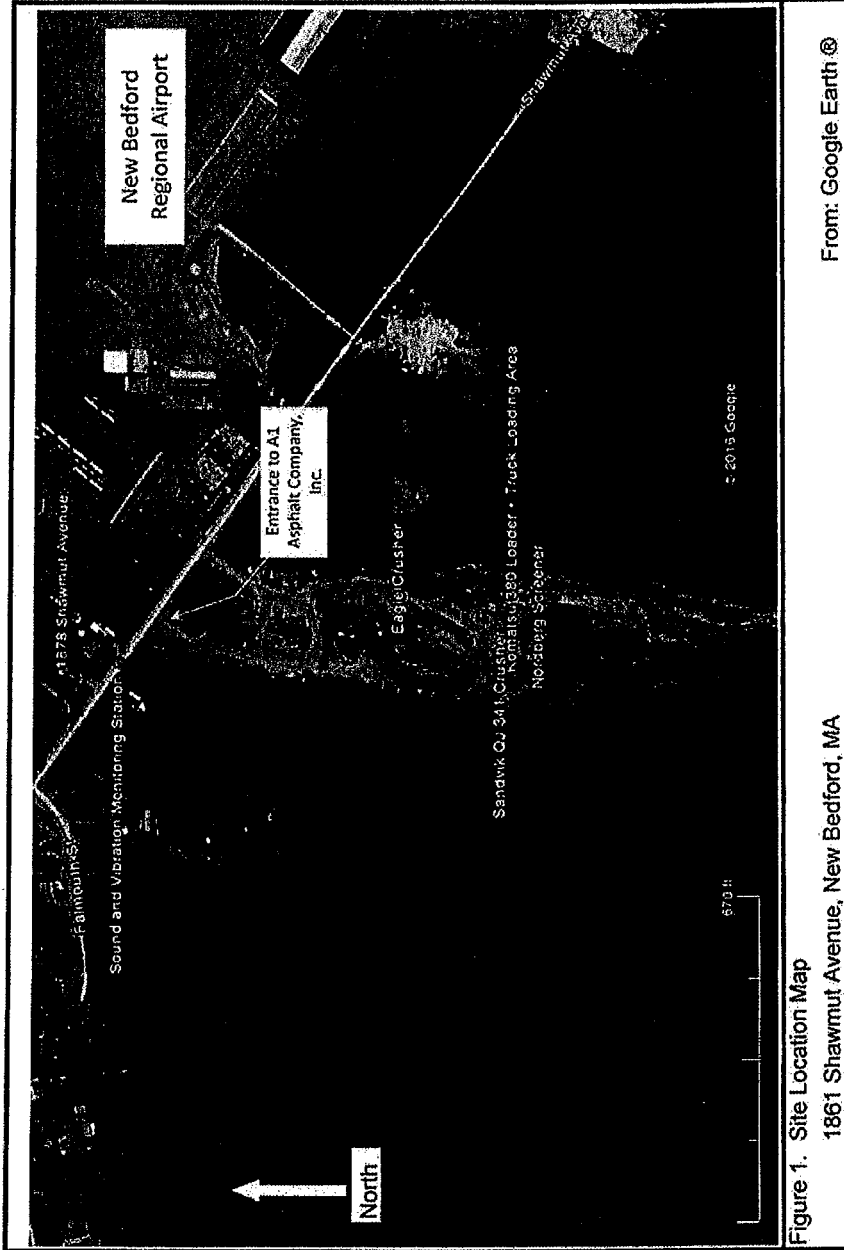 New Bedford
Regional Airport
1878 Shawmut Avenue
Falmouth St
Sound and Vibration Monitoring Station
Entrance to A1
Asphalt Company,
Inc.
Shawmut
Eagle Crusher
Sandvik QJ 341 Crusher
Komatsu 380 Loader • Truck Loading Area
Nordberg Screener
North
670 ft
Google
Figure 1. Site Location Map
1861 Shawmut Avenue, New Bedford, MA
From: Google Earth ®